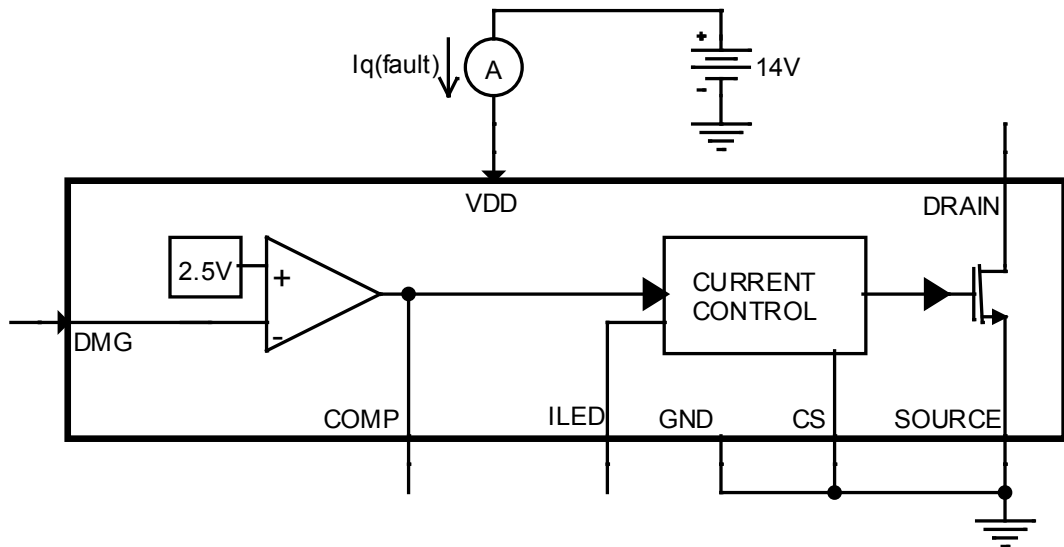 +
Iq(fault)
A
14V
-
VDD
DRAIN
2.5V
+
CURRENT
CONTROL
-
DMG
COMP
ILED
GND
CS
SOURCE